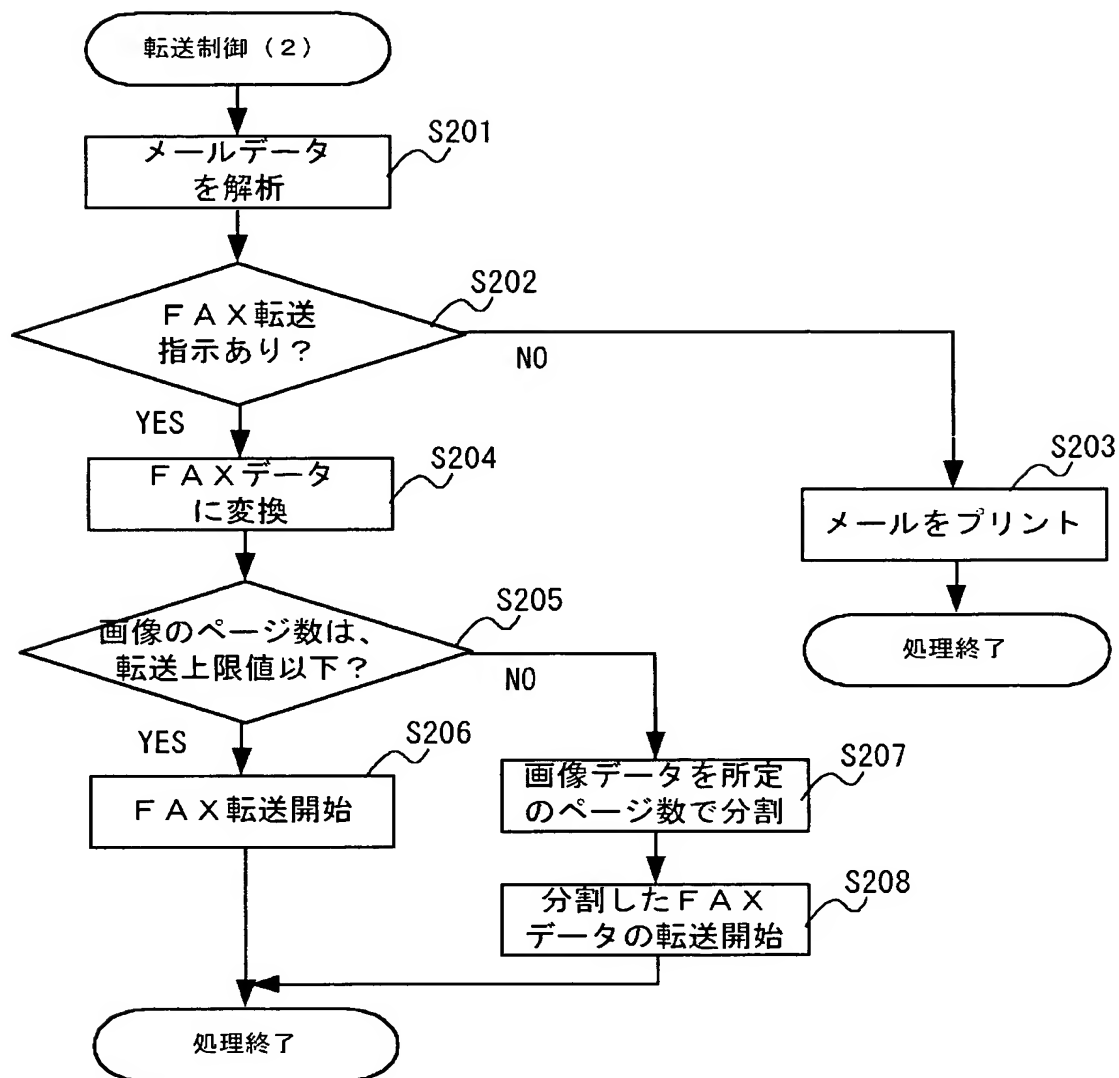 転送制御(2)
S201
メールデータ
を解析
S202
FAX転送
指示あり?
NO
YES
S204
FAXデータ
に変換
S203
メールをプリント
処理終了
S205
画像のページ数は、
転送上限値以下?
NO
YES
S206
FAX転送開始
S207
画像データを所定
のページ数で分割
S208
分割したFAX
データの転送開始
処理終了